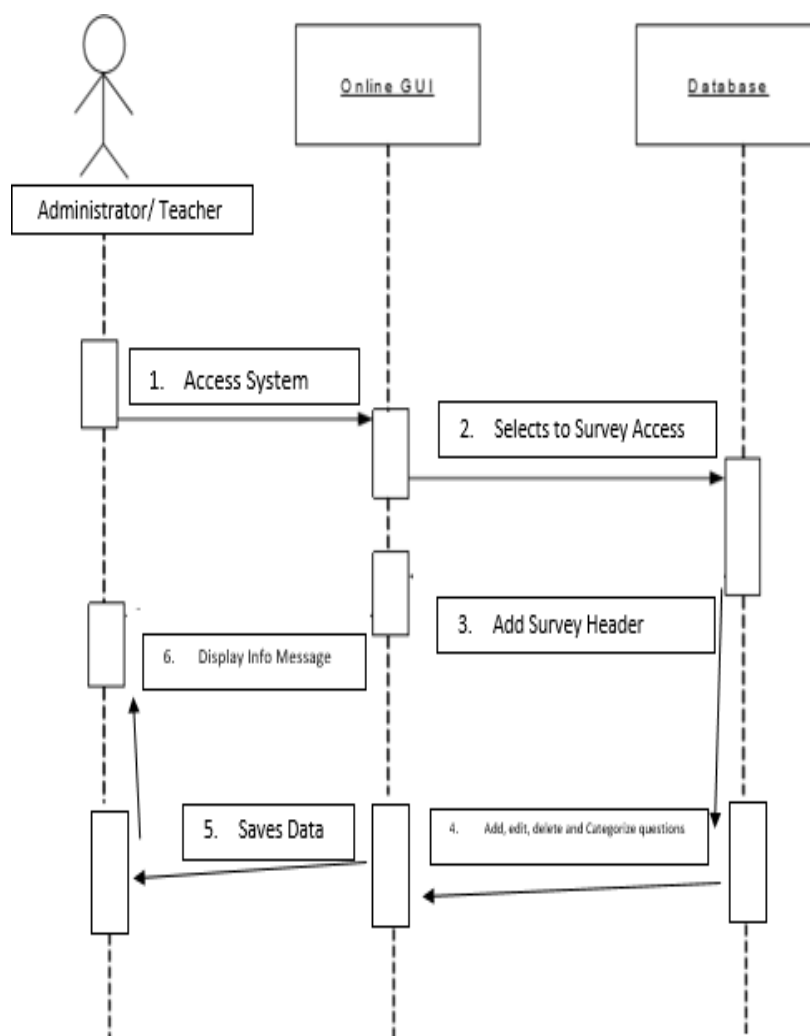 Online GUI
Database
Administrator/ Teacher
1. Access System
2. Selects to Survey Access
3. Add Survey Header
6. Display Info Message
5. Saves Data
4. Add, edit, delete and Categorize questions